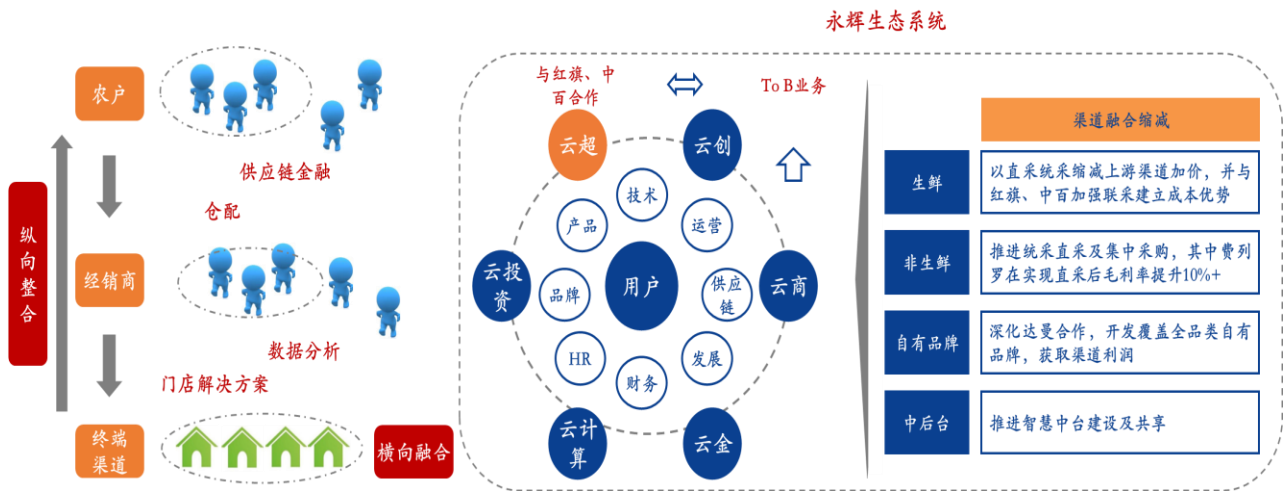 永辉生态系统
纵
向
整
合
农户
供应链金融
仓配
经销商
数据分析
门店解决方案
终端
渠道
横向融合
与红旗、中
百合作
To B业务
云超
云创
云投
资
云商
云计
算
云金
技术
产品
运营
品牌
用户
供应
链
HR
发展
财务
渠道融合缩减
生鲜
以直采统采缩减上游渠道加价，并与
红旗、中百加强联采建立成本优势
非生鲜
推进统采直采及集中采购，其中费列
罗在实现直采后毛利率提升10%+
自有品牌
深化达曼合作，开发覆盖全品类自有
品牌，获取渠道利润
中后台
推进智慧中台建设及共享